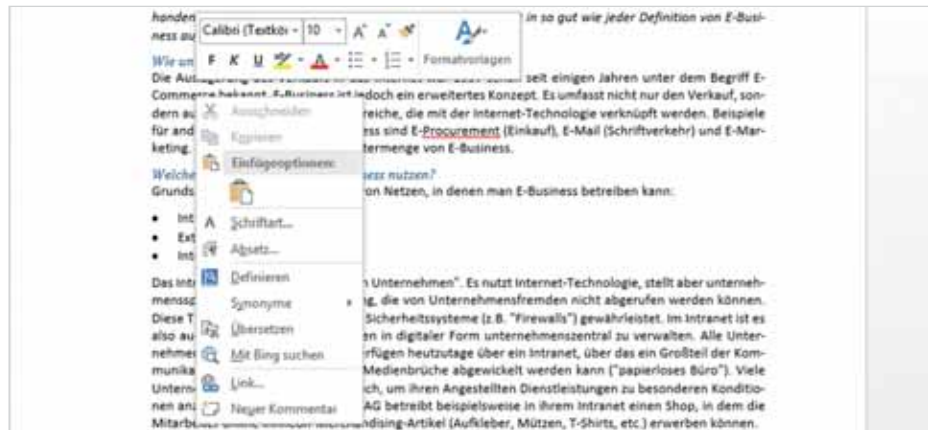 handen
in so gut wie jeder Definition von E-Busi-
ness au
Calibri (Textkör
10
F K U
Formatvorlagen
Wie un
Die Aus
seit einigen Jahren unter dem Begriff E-
Commerce bekannt. E-Business ist jedoch ein erweitertes Konzept. Es umfasst nicht nur den Verkauf, son-
dern au
reiche, die mit der Internet-Technologie verknüpft werden. Beispiele
für and
ess sind E-Procurement (Einkauf), E-Mail (Schriftverkehr) und E-Mar-
keting.
termenge von E-Business.
Welche
ess nutzen?
Grunds
on Netzen, in denen man E-Business betreiben kann:
• Int
• Ext
• Int
Das Intr
n Unternehmen". Es nutzt Internet-Technologie, stellt aber unterneh-
menssp
g, die von Unternehmensfremden nicht abgerufen werden können.
Diese T
Sicherheitssysteme (z.B. "Firewalls") gewährleistet. Im Intranet ist es
also au
en in digitaler Form unternehmenszentral zu verwalten. Alle Unter-
nehmen
rfügen heutzutage über ein Intranet, über das ein Großteil der Kom-
munika
Medienbrüche abgewickelt werden kann ("papierloses Büro"). Viele
Untern
ich, um ihren Angestellten Dienstleistungen zu besonderen Konditio-
nen anz
AG betreibt beispielsweise in ihrem Intranet einen Shop, in dem die
Mitarbe
ndising-Artikel (Aufkleber, Mützen, T-Shirts, etc.) erwerben können.
Ausschneiden
Kopieren
Einfügeoptionen:
Schriftart...
Absatz...
Definieren
Synonyme
Übersetzen
Mit Bing suchen
Link...
Neuer Kommentar